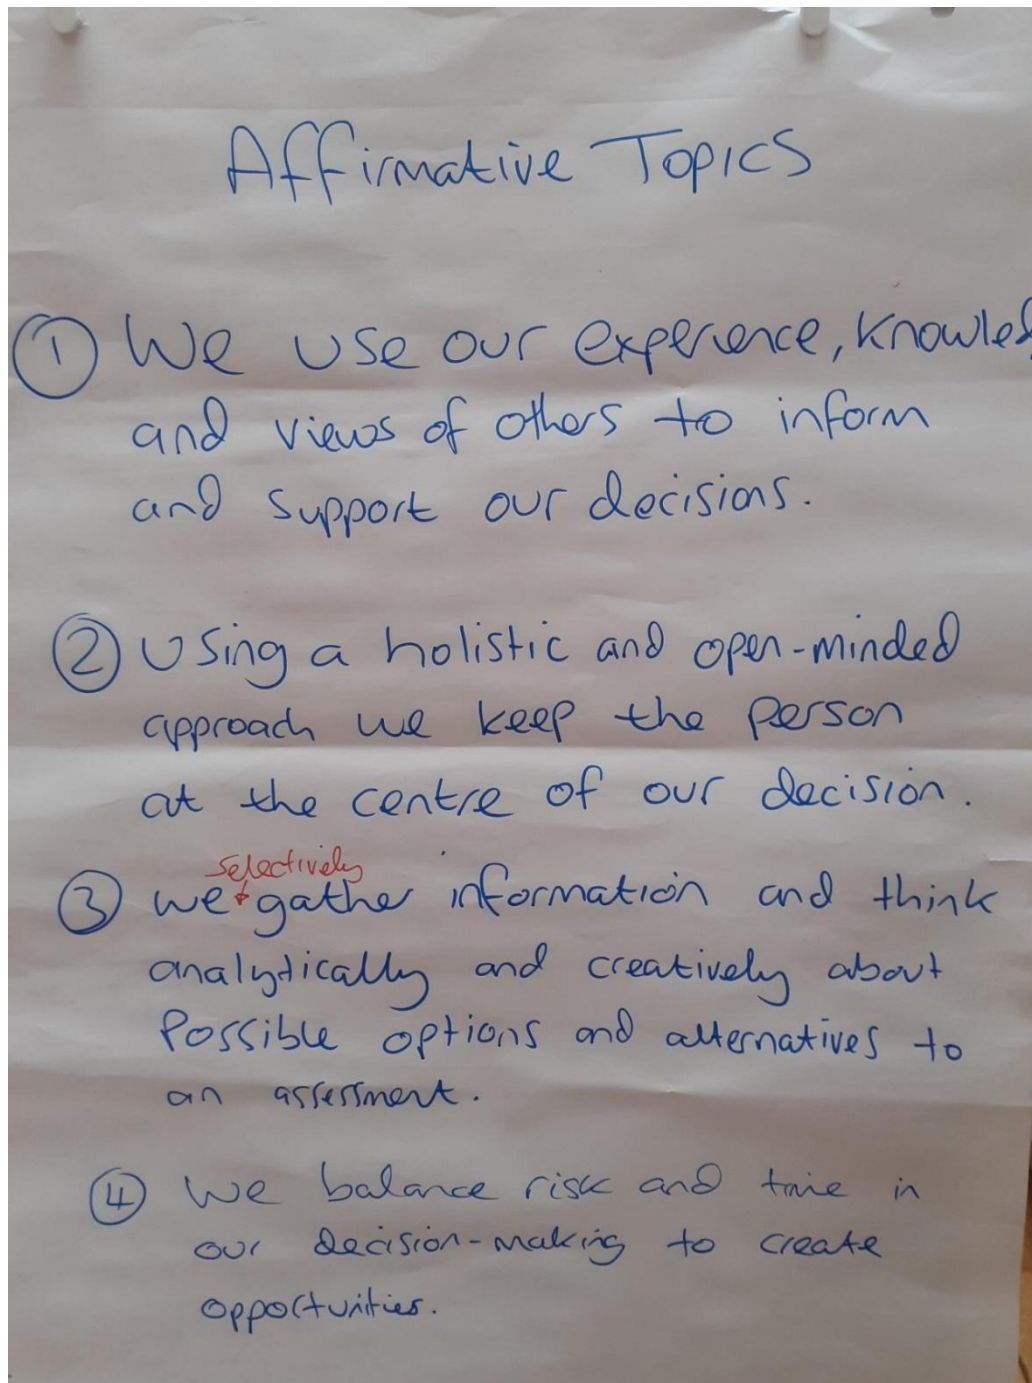 Affirmative Topics
① We use our experience, knowled
and views of others to inform
and support our decisions.
② Using a holistic and open-minded
approach we keep the person
at the centre of our decision.
selectively
③ we gather information and think
analytically and creatively about
possible options and alternatives to
an assessment.
④ We balance risk and time in
our decision-making to create
opportunities.